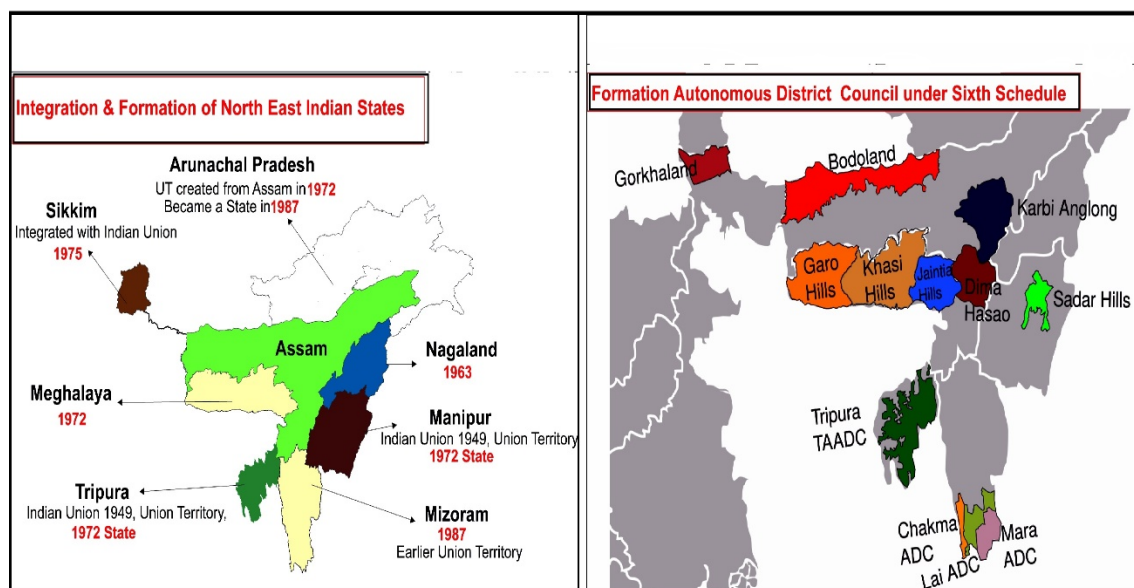 Integration & Formation of North East Indian States
Arunachal Pradesh
UT created from Assam in 1972
Became a State in 1987
Sikkim
Integrated with Indian Union
1975
Assam
Nagaland
1963
Meghalaya
1972
Manipur
Indian Union 1949, Union Territory
1972 State
Tripura
Indian Union 1949, Union Territory,
1972 State
Mizoram
1987
Earlier Union Territory
Formation Autonomous District Council under Sixth Schedule
Gorkhaland
Bodoland
Karbi Anglong
Garo
Hills
Khasi
Hills
Jaintia
Hills
Dima
Hasao
Sadar Hills
Tripura
TAADC
Chakma
ADC
Lai ADC
Mara
ADC